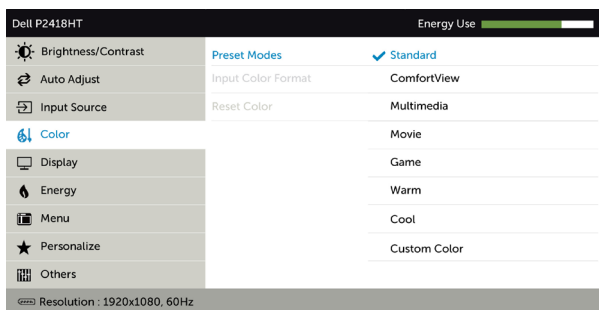 Dell P2418HT Energy Use
Brightness/Contrast Preset Modes Standard
Auto Adjust Input Color Format ComfortView
Input Source Reset Color Multimedia
Color Movie
Display Game
Energy Warm
Menu Cool
Personalize Custom Color
Others
Resolution : 1920x1080, 60Hz